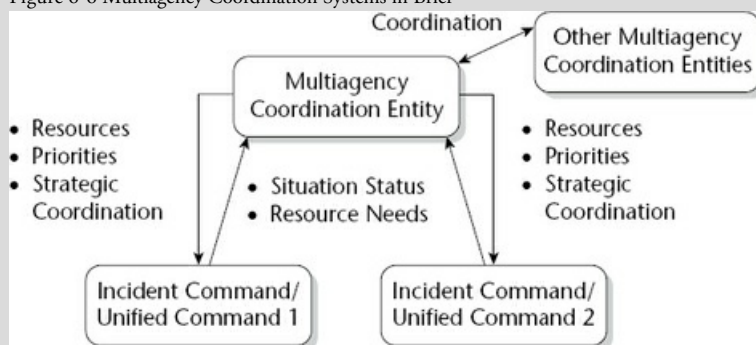 Figure 6-6 Multiagency Coordination Systems in Brief
Coordination
Other Multiagency
Coordination Entities
Multiagency
Coordination Entity
• Resources
• Priorities
• Strategic
Coordination
• Situation Status
• Resource Needs
• Resources
• Priorities
• Strategic
Coordination
Incident Command/
Unified Command 1
Incident Command/
Unified Command 2